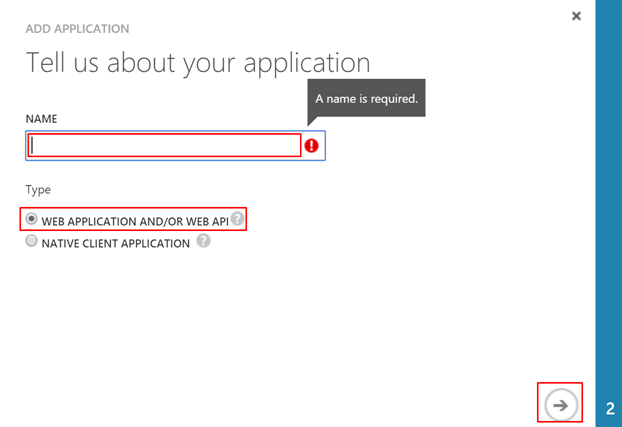 ADD APPLICATION
Tell us about your application
A name is required.
NAME
Type
WEB APPLICATION AND/OR WEB API
NATIVE CLIENT APPLICATION
2